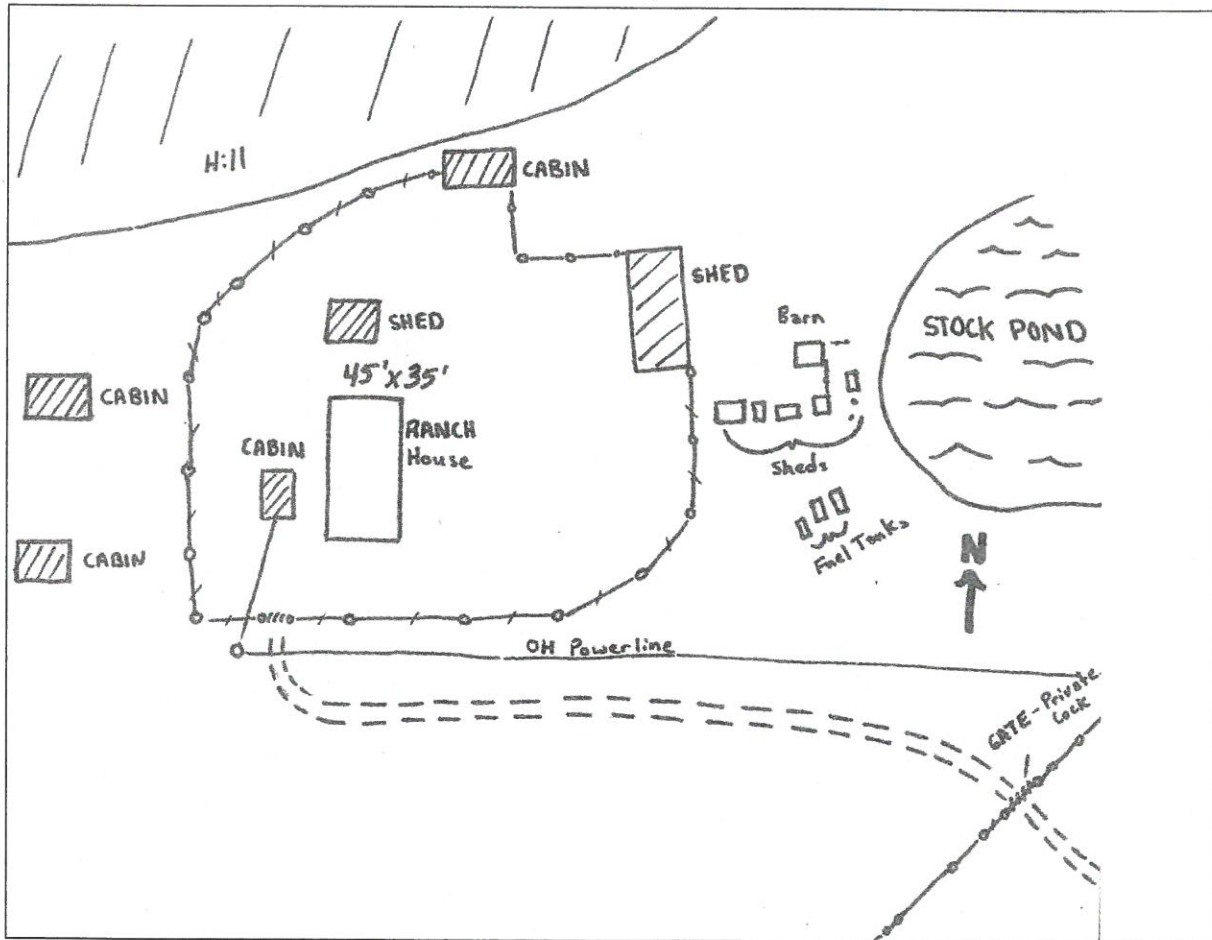 Hill
CABIN
SHED
SHED
Barn
STOCK POND
45'x35'
CABIN
RANCH
House
CABIN
Sheds
Fuel Tanks
CABIN
N
OH Powerline
GATE - Private
Lock